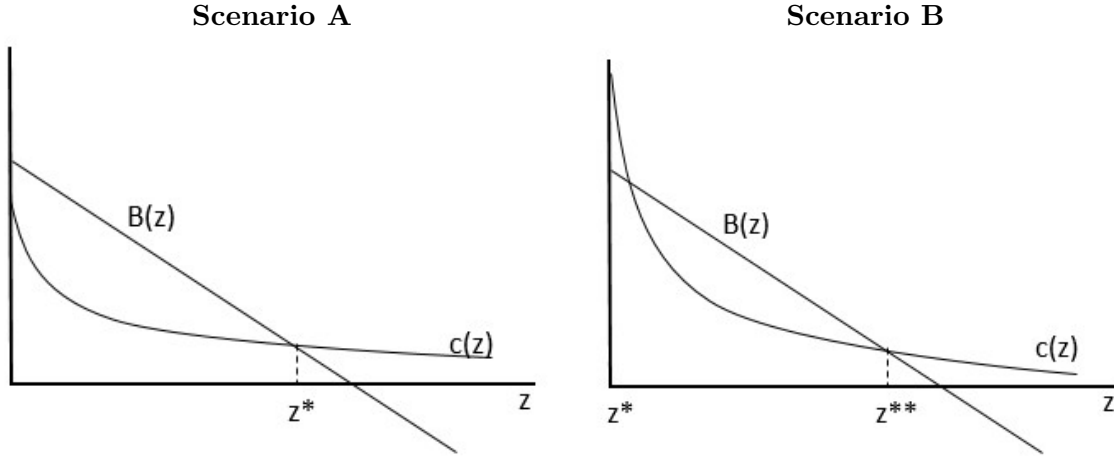 Scenario A
B(z)
c(z)
z
z*
Scenario B
B(z)
c(z)
z
z*
z**